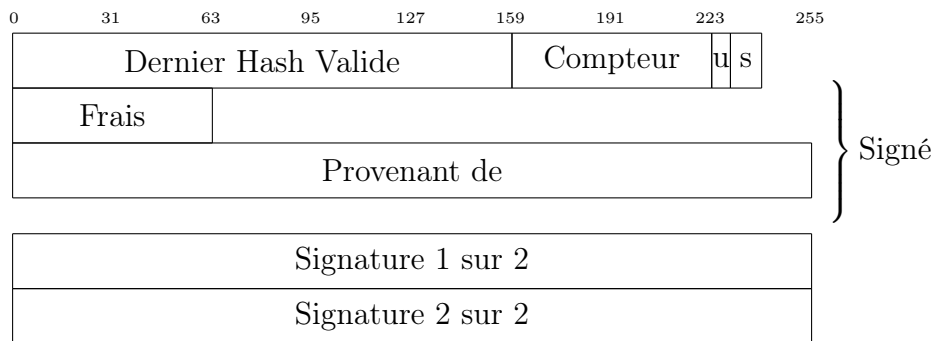 0 31 63 95 127 159 191 223 255
Dernier Hash Valide Compteur u s
Frais
Provenant de
Signé
Signature 1 sur 2
Signature 2 sur 2